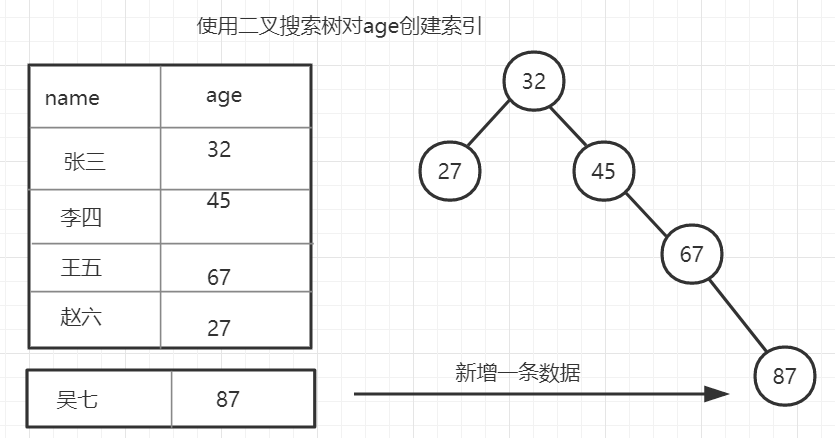 使用二叉搜索树对age创建索引
name age
张三 32
李四 45
王五 67
赵六 27
吴七 87
新增一条数据
32
27
45
67
87